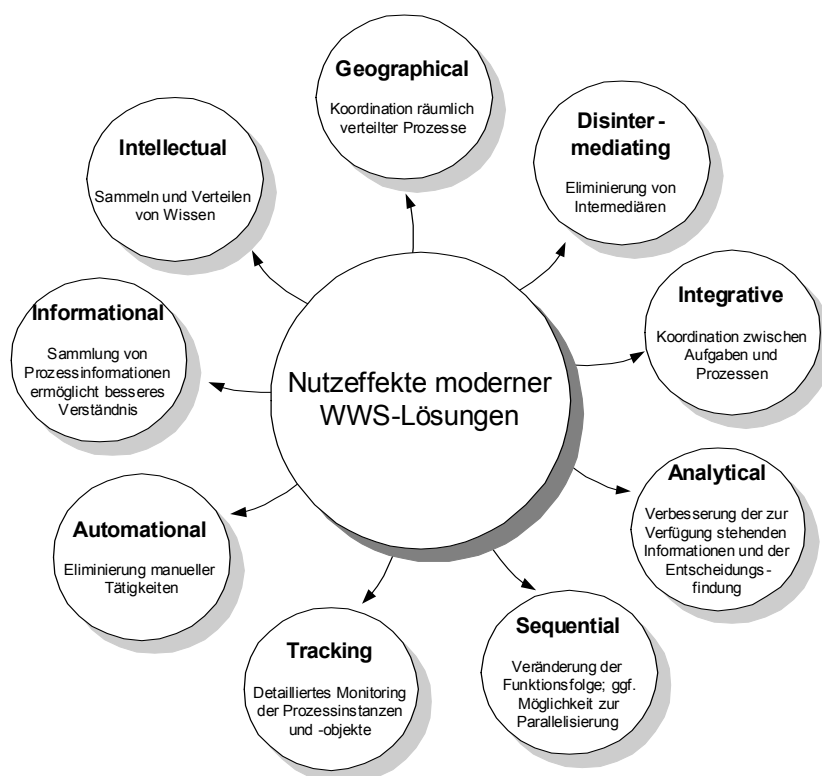 Geographical
Koordination räumlich
verteilter Prozesse
Disinter-
mediating
Eliminierung von
Intermediären
Integrative
Koordination zwischen
Aufgaben und
Prozessen
Analytical
Verbesserung der zur
Verfügung stehenden
Informationen und der
Entscheidungs-
findung
Sequential
Veränderung der
Funktionsfolge; ggf.
Möglichkeit zur
Parallelisierung
Tracking
Detailliertes Monitoring
der Prozessinstanzen
und -objekte
Automational
Eliminierung manueller
Tätigkeiten
Informational
Sammlung von
Prozessinformationen
ermöglicht besseres
Verständnis
Intellectual
Sammeln und Verteilen
von Wissen
Nutzeffekte moderner
WWS-Lösungen